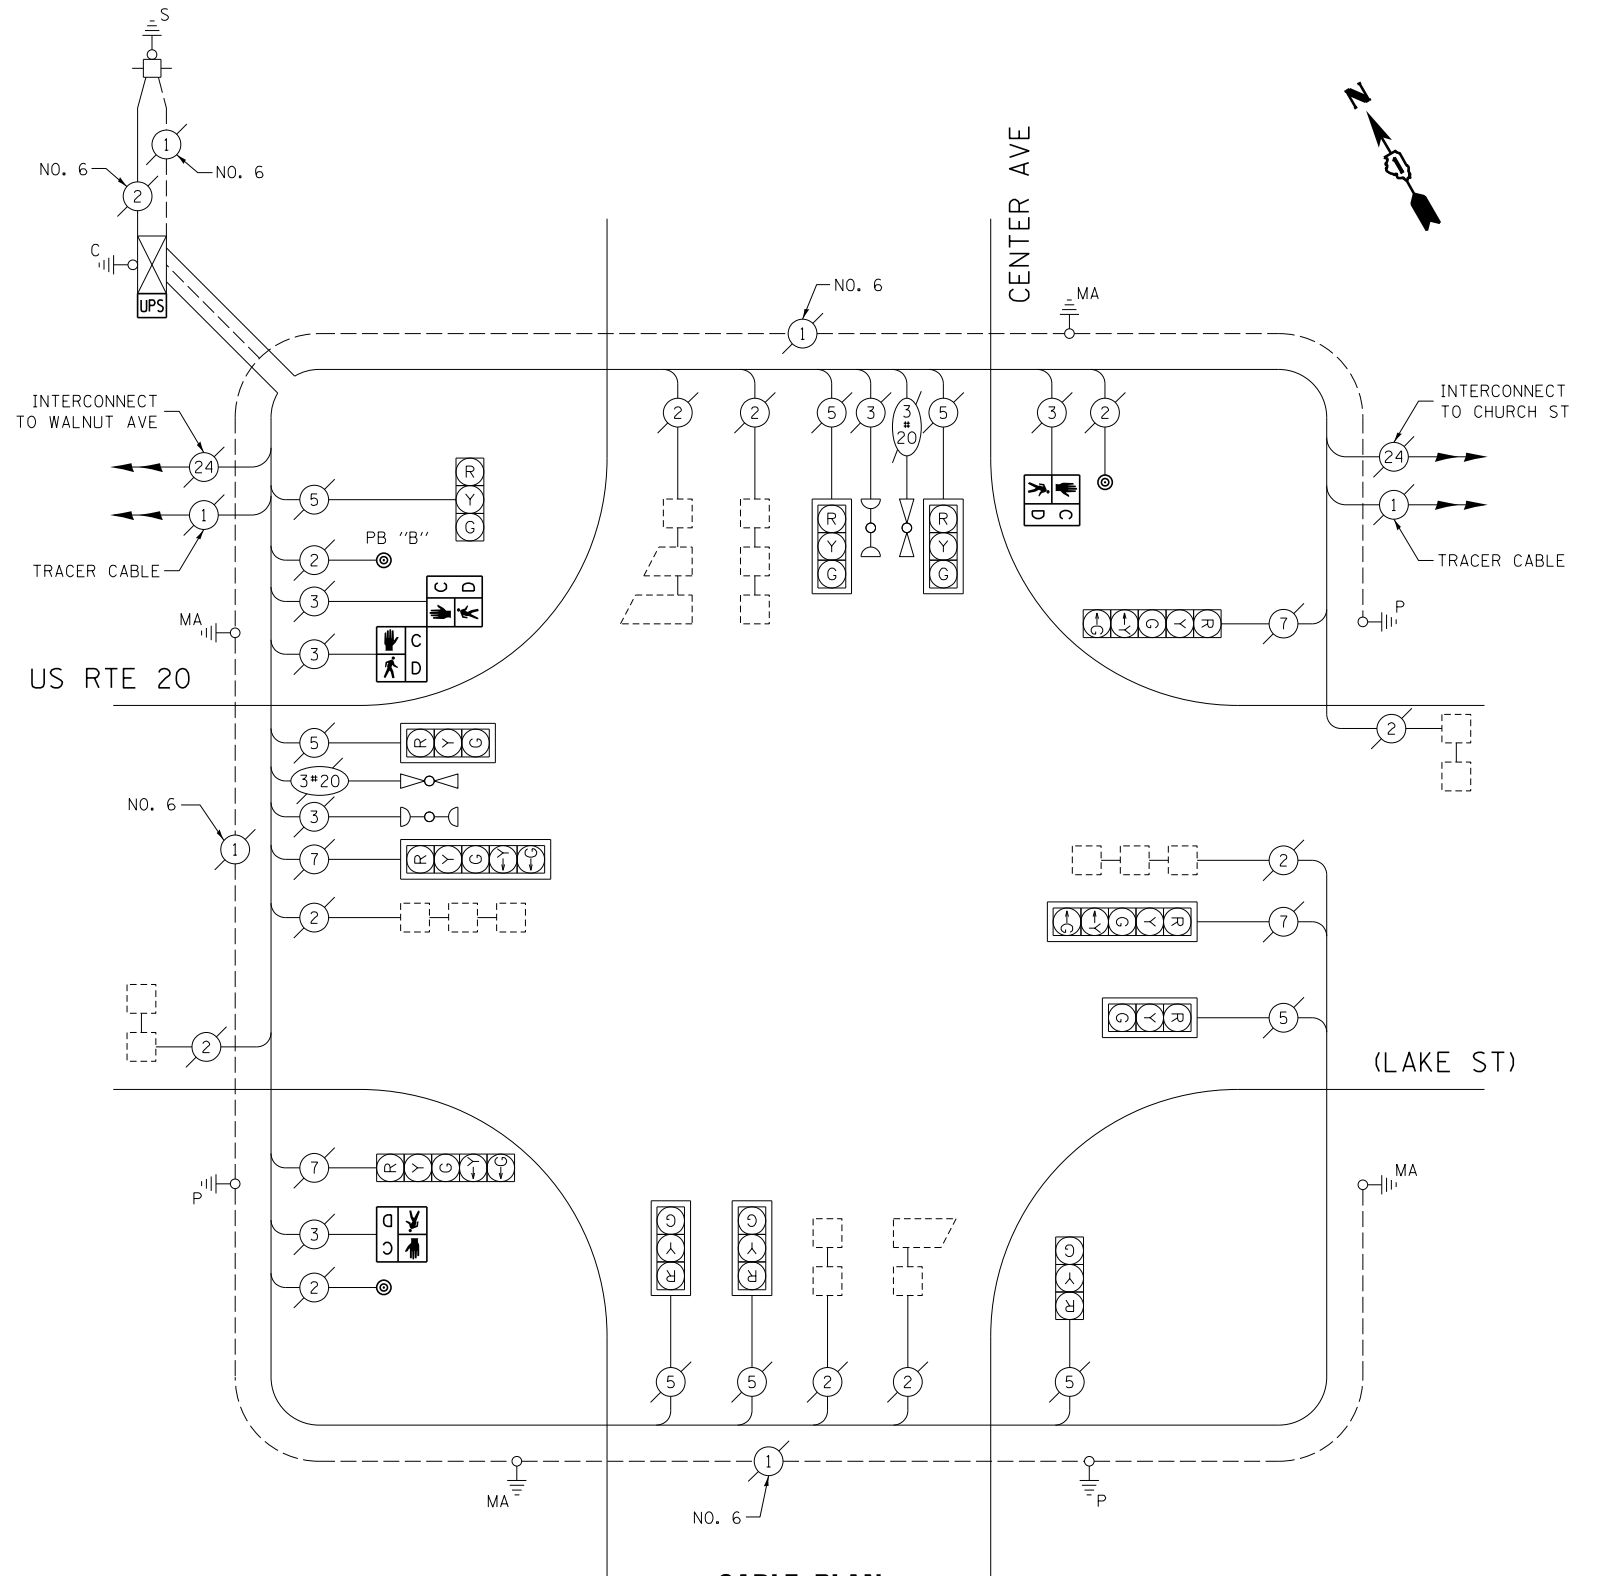 S
1
NO. 6
NO. 6
2
C
UPS
N
CENTER AVE
NO. 6
1
MA
INTERCONNECT
TO WALNUT AVE
24
1
TRACER CABLE
MA
US RTE 20
INTERCONNECT
TO CHURCH ST
24
1
TRACER CABLE
P
2
2
5
3
3
#
20
5
3
2
R
Y
G
R
Y
G
D C
5
R
Y
G
2
PB "B"
3
C D
3
C
D
G Y G Y R
7
2
5
R Y G
3#20
3
NO. 6
1
7
R Y G Y G
2
2
2
G Y G Y R
7
G Y R
5
(LAKE ST)
7
R Y G Y G
P
3
D
C
2
MA
G
Y
R
G
Y
R
G
Y
R
5
5
2
2
5
MA
1
NO. 6
P